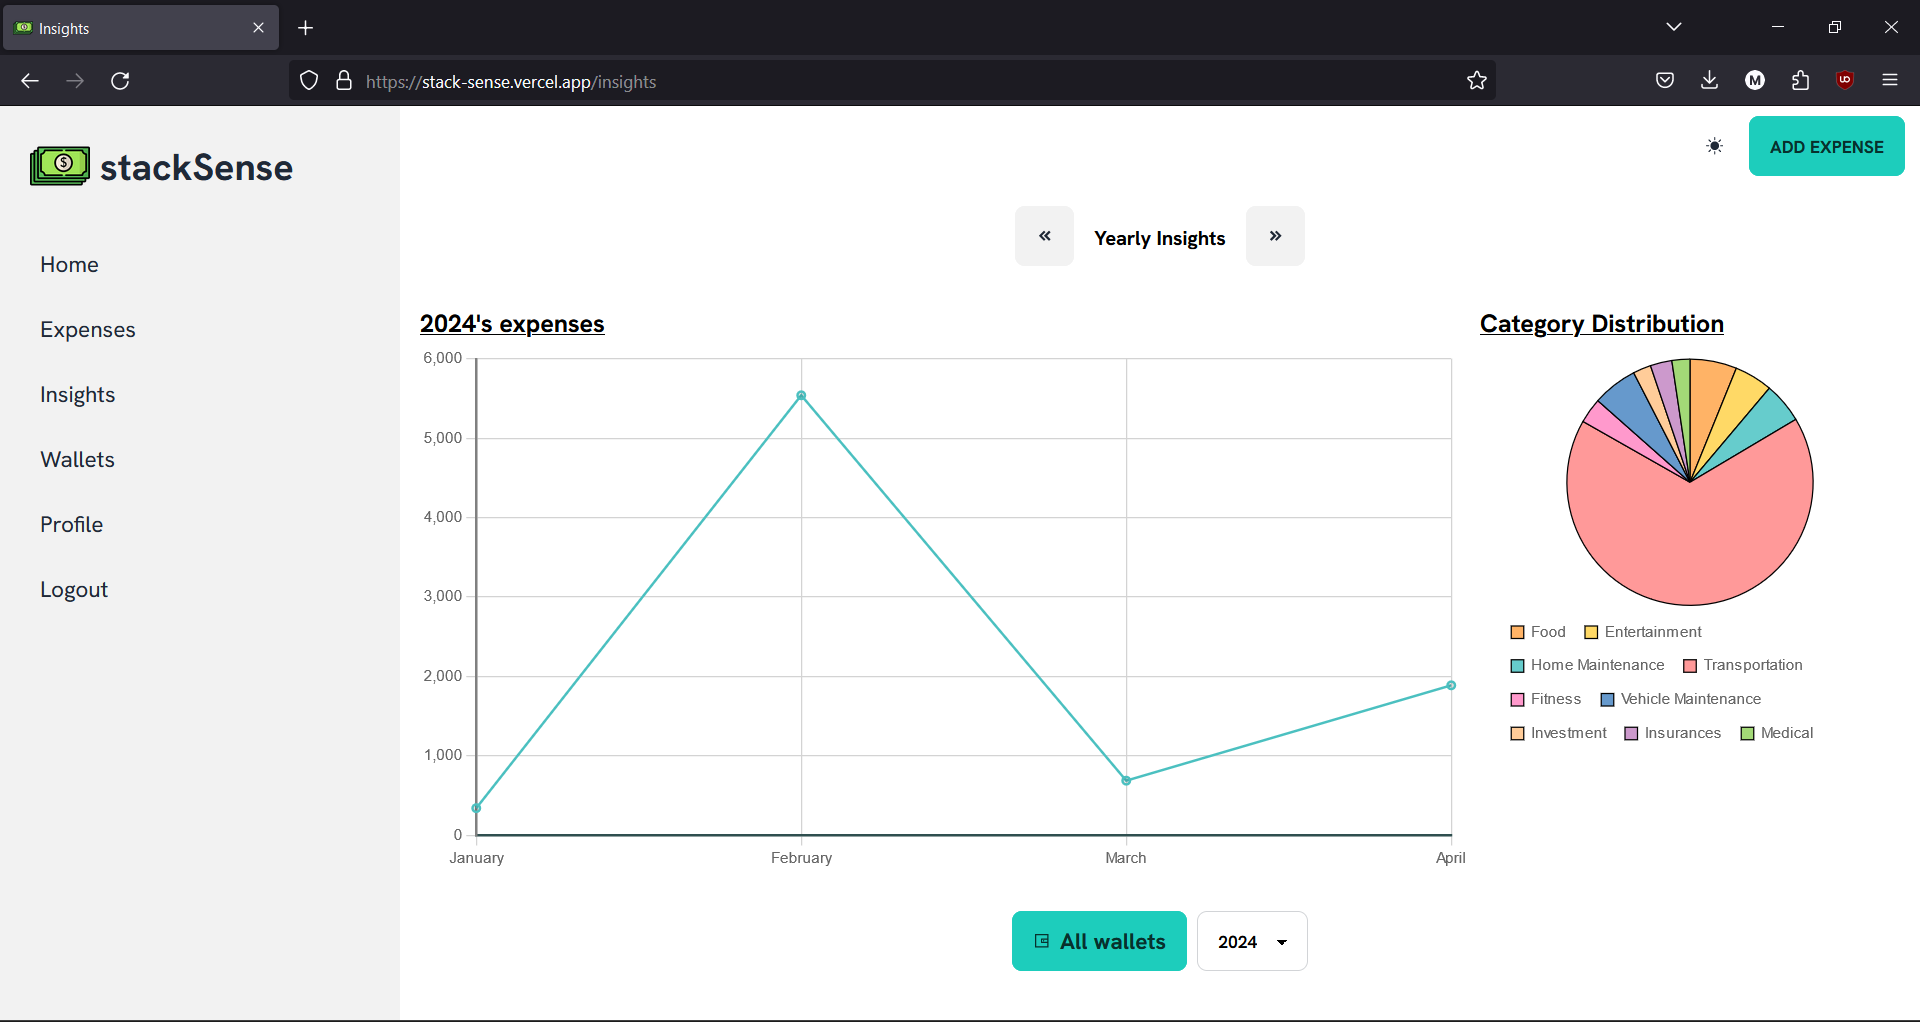 Insights
https://stack-sense.vercel.app/insights
M
stackSense
ADD EXPENSE
Home
Expenses
Insights
Wallets
Profile
Logout
« Yearly Insights »
2024's expenses
6,000
5,000
4,000
3,000
2,000
1,000
0
January February March April
Category Distribution
Food Entertainment
Home Maintenance Transportation
Fitness Vehicle Maintenance
Investment Insurances Medical
All wallets 2024